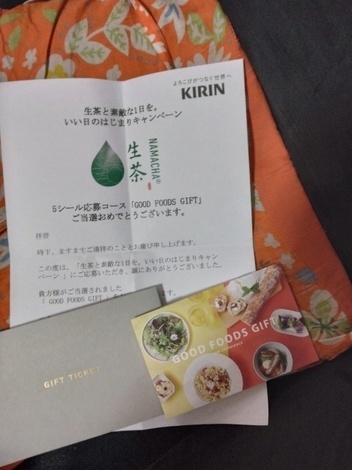 よろこびがつなぐ世界へ
KIRIN
生茶と素敵な1日を。
いい日のはじまりキャンペーン
生茶
NAMACHA®
5シール応募コース「GOOD FOODS GIFT」
ご当選おめでとうございます。
拝啓
時下、ますますご清祥のこととお慶び申し上げます。
この度は、「生茶と素敵な1日を。いい日のはじまりキャン
ペーン」にご応募いただき、誠にありがとうございました。
貴方様がご当選されました
「GOOD FOODS GIFT」を
GIFT TICKET
GOOD FOODS GIFT